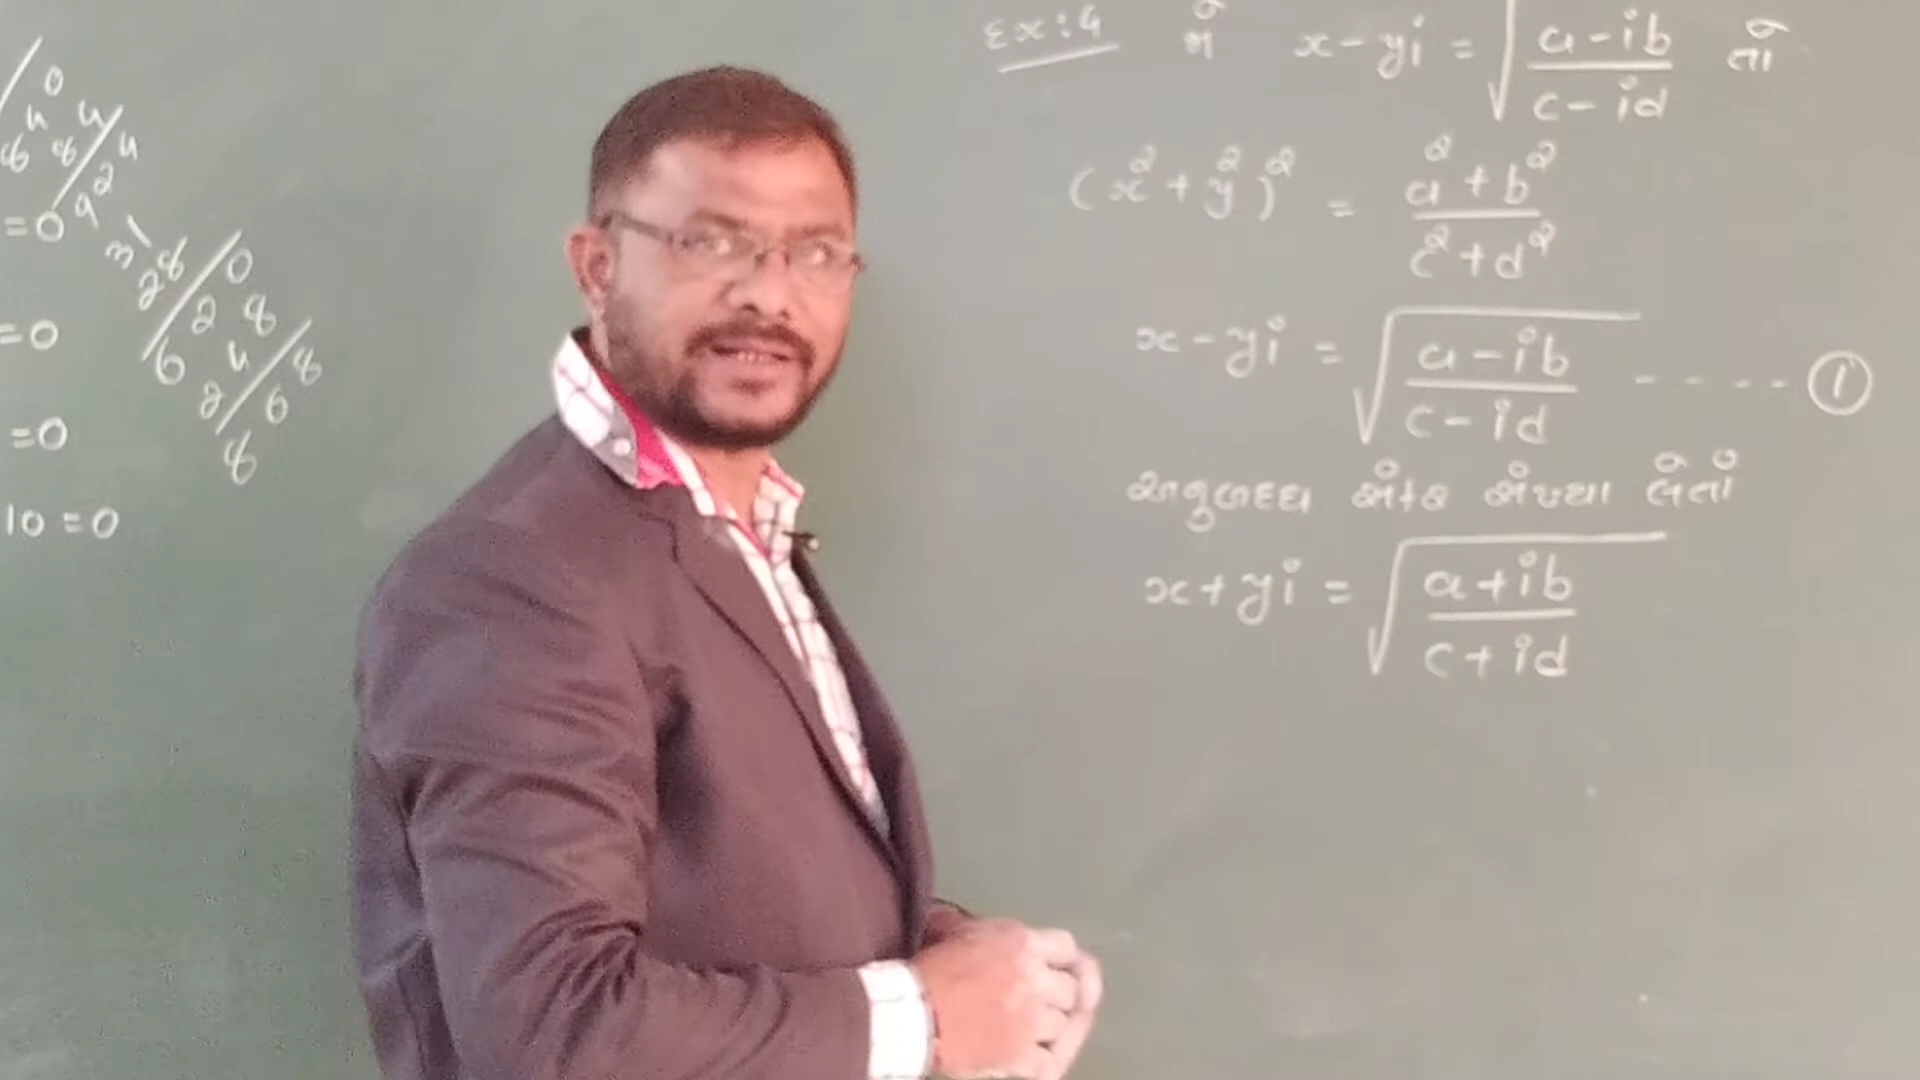 Ex:4 જો x-yi = √(a-ib / c-id) તો
(x²+y²)² = a²+b² / c²+d²
x-yi = √(a-ib / c-id) ---- ①
અનુબદ્ધ સંકર સંખ્યા લેતાં
x+yi = √(a+ib / c+id)
=0
=0
=0
10=0